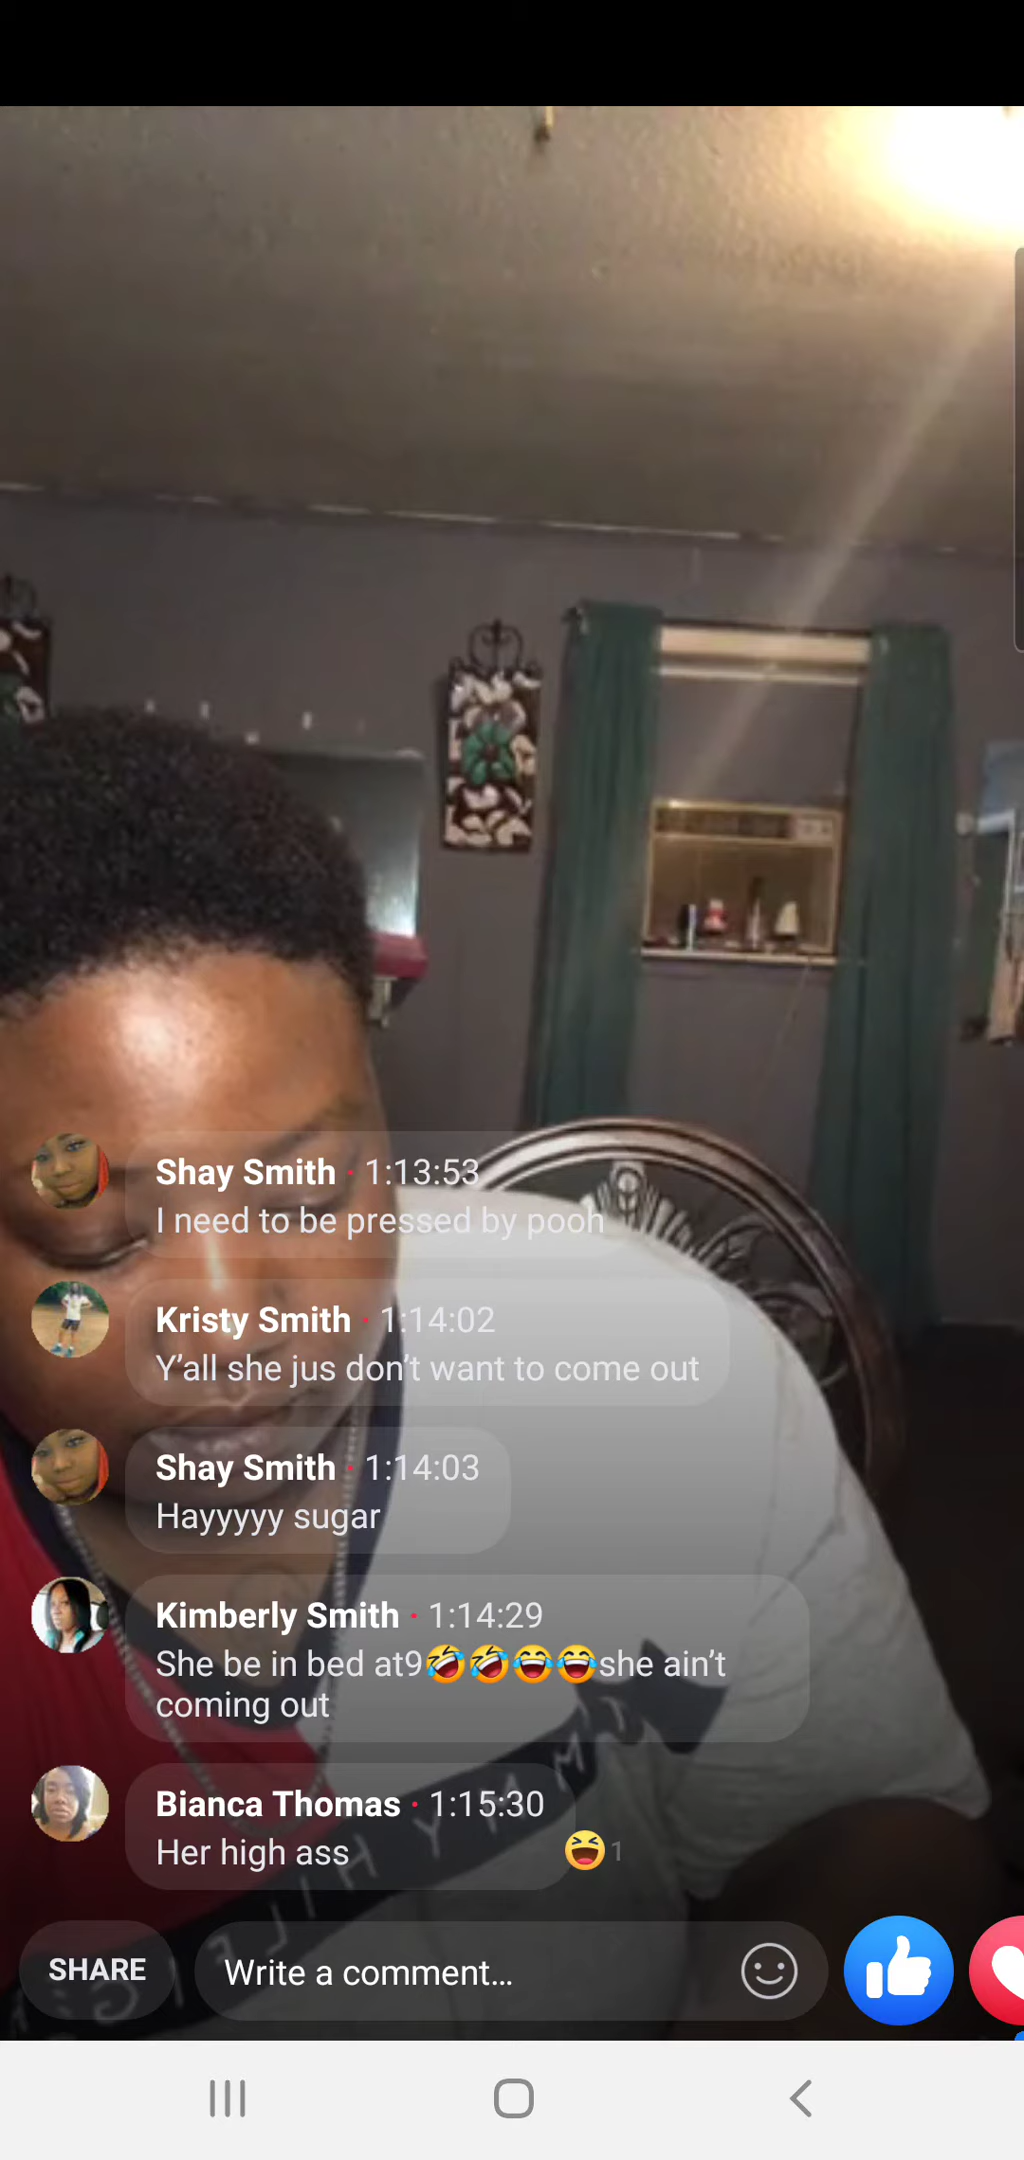 Shay Smith · 1:13:53
I need to be pressed by pooh
Kristy Smith · 1:14:02
Y'all she jus don't want to come out
Shay Smith · 1:14:03
Hayyyyy sugar
Kimberly Smith · 1:14:29
She be in bed at9🤣🤣😂😂she ain't
coming out
Bianca Thomas · 1:15:30
Her high ass
😆 1
SHARE
Write a comment...